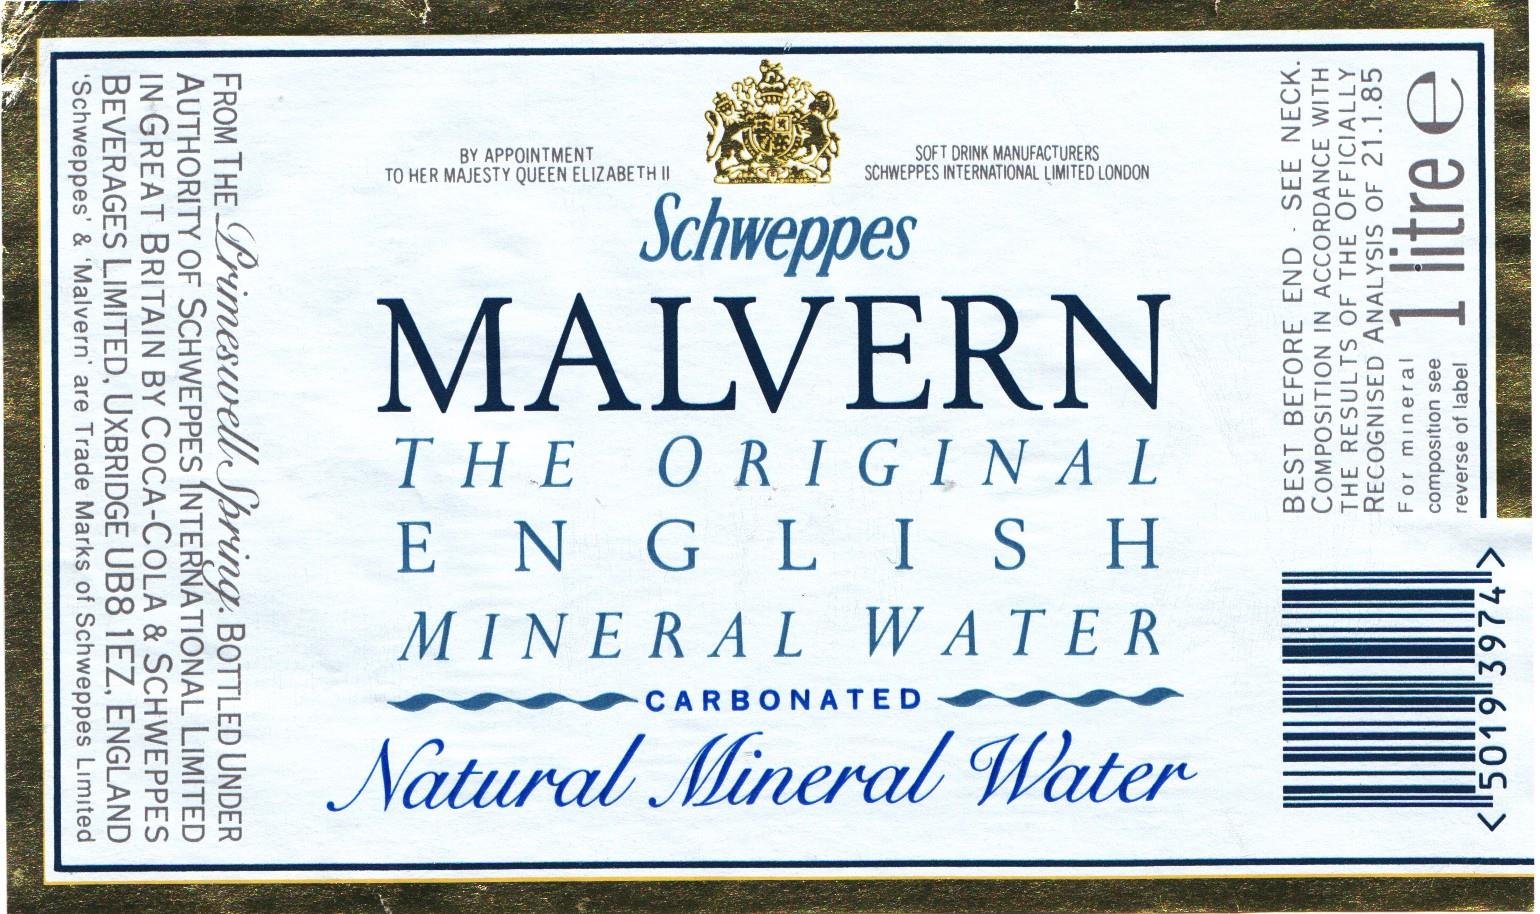 FROM THE Primeswell Spring. BOTTLED UNDER
AUTHORITY OF SCHWEPPES INTERNATIONAL LIMITED
IN GREAT BRITAIN BY COCA-COLA & SCHWEPPES
BEVERAGES LIMITED, UXBRIDGE UB8 1EZ, ENGLAND
'Schweppes' & 'Malvern' are Trade Marks of Schweppes Limited
BY APPOINTMENT
TO HER MAJESTY QUEEN ELIZABETH II
SOFT DRINK MANUFACTURERS
SCHWEPPES INTERNATIONAL LIMITED LONDON
Schweppes
MALVERN
THE ORIGINAL
ENGLISH
MINERAL WATER
CARBONATED
Natural Mineral Water
BEST BEFORE END · SEE NECK.
COMPOSITION IN ACCORDANCE WITH
THE RESULTS OF THE OFFICIALLY
RECOGNISED ANALYSIS OF 21.1.85
For mineral
composition see
reverse of label
1 litre e
<5019 3974>